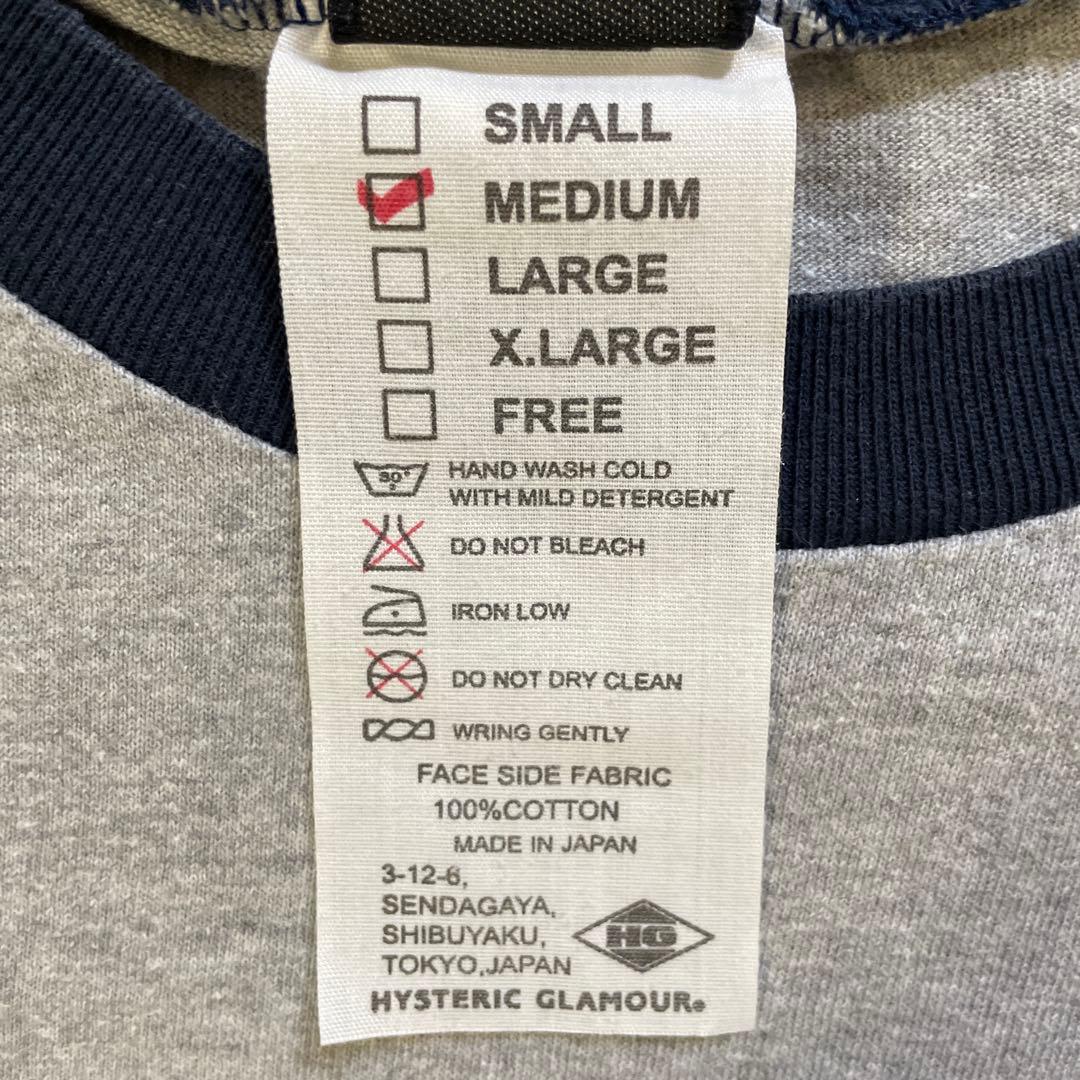 SMALL
MEDIUM
LARGE
X.LARGE
FREE
HAND WASH COLD
WITH MILD DETERGENT
DO NOT BLEACH
IRON LOW
DO NOT DRY CLEAN
WRING GENTLY
FACE SIDE FABRIC
100%COTTON
MADE IN JAPAN
3-12-6,
SENDAGAYA,
SHIBUYAKU,
TOKYO,JAPAN
HG
HYSTERIC GLAMOUR